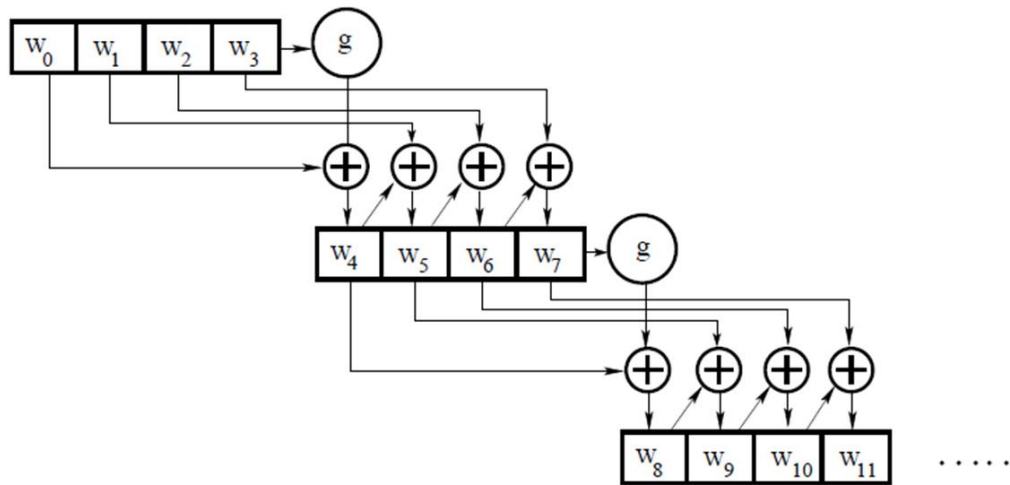 w0 w1 w2 w3 g
+ + + +
w4 w5 w6 w7 g
+ + + +
w8 w9 w10 w11 .....